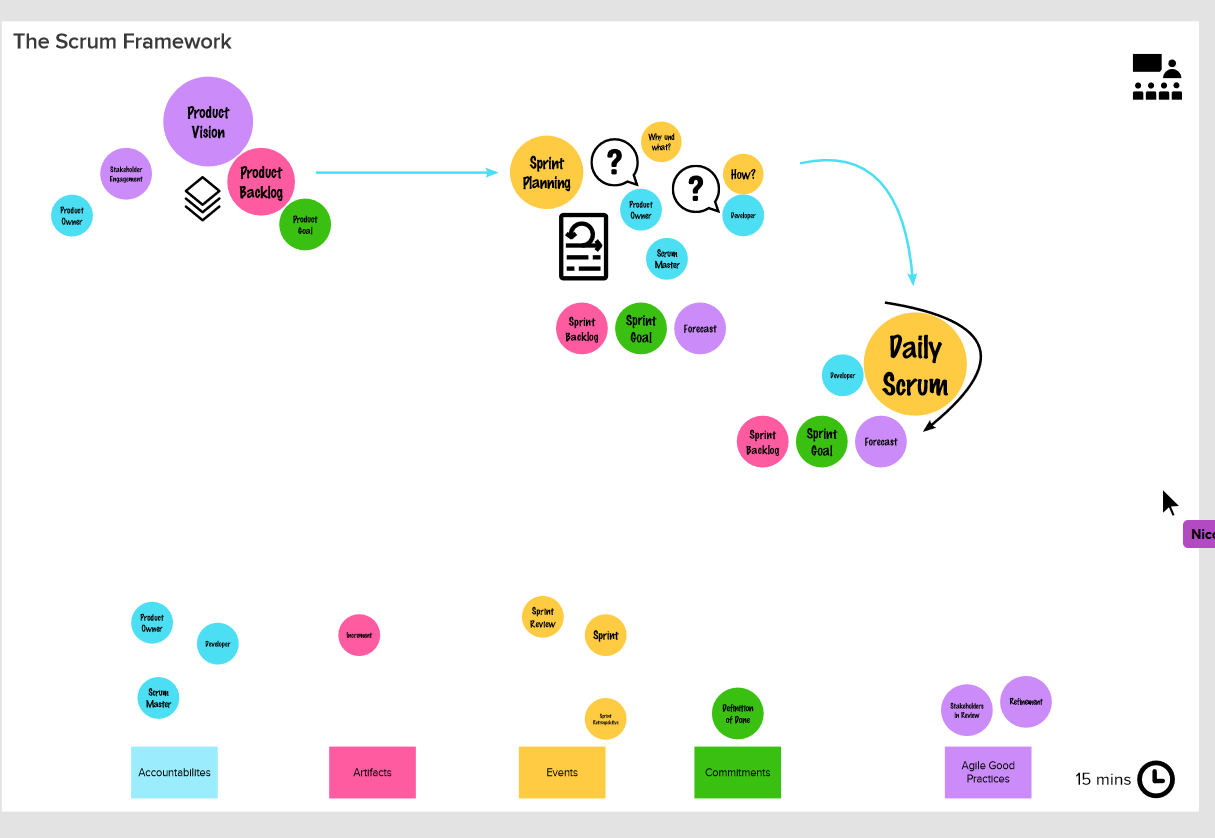 The Scrum Framework
Product
Vision
Stakeholder
Engagement
Product
Backlog
Product
Owner
Product
Goal
Sprint
Planning
?
Why und
what?
?
How?
Product
Owner
Developer
Scrum
Master
Sprint
Backlog
Sprint
Goal
Forecast
Daily
Scrum
Developer
Sprint
Backlog
Sprint
Goal
Forecast
Nicc
Product
Owner
Developer
Scrum
Master
Increment
Sprint
Review
Sprint
Sprint
Retrospective
Definition
of Done
Stakeholders
in Review
Refinement
Accountabilites
Artifacts
Events
Commitments
Agile Good
Practices
15 mins